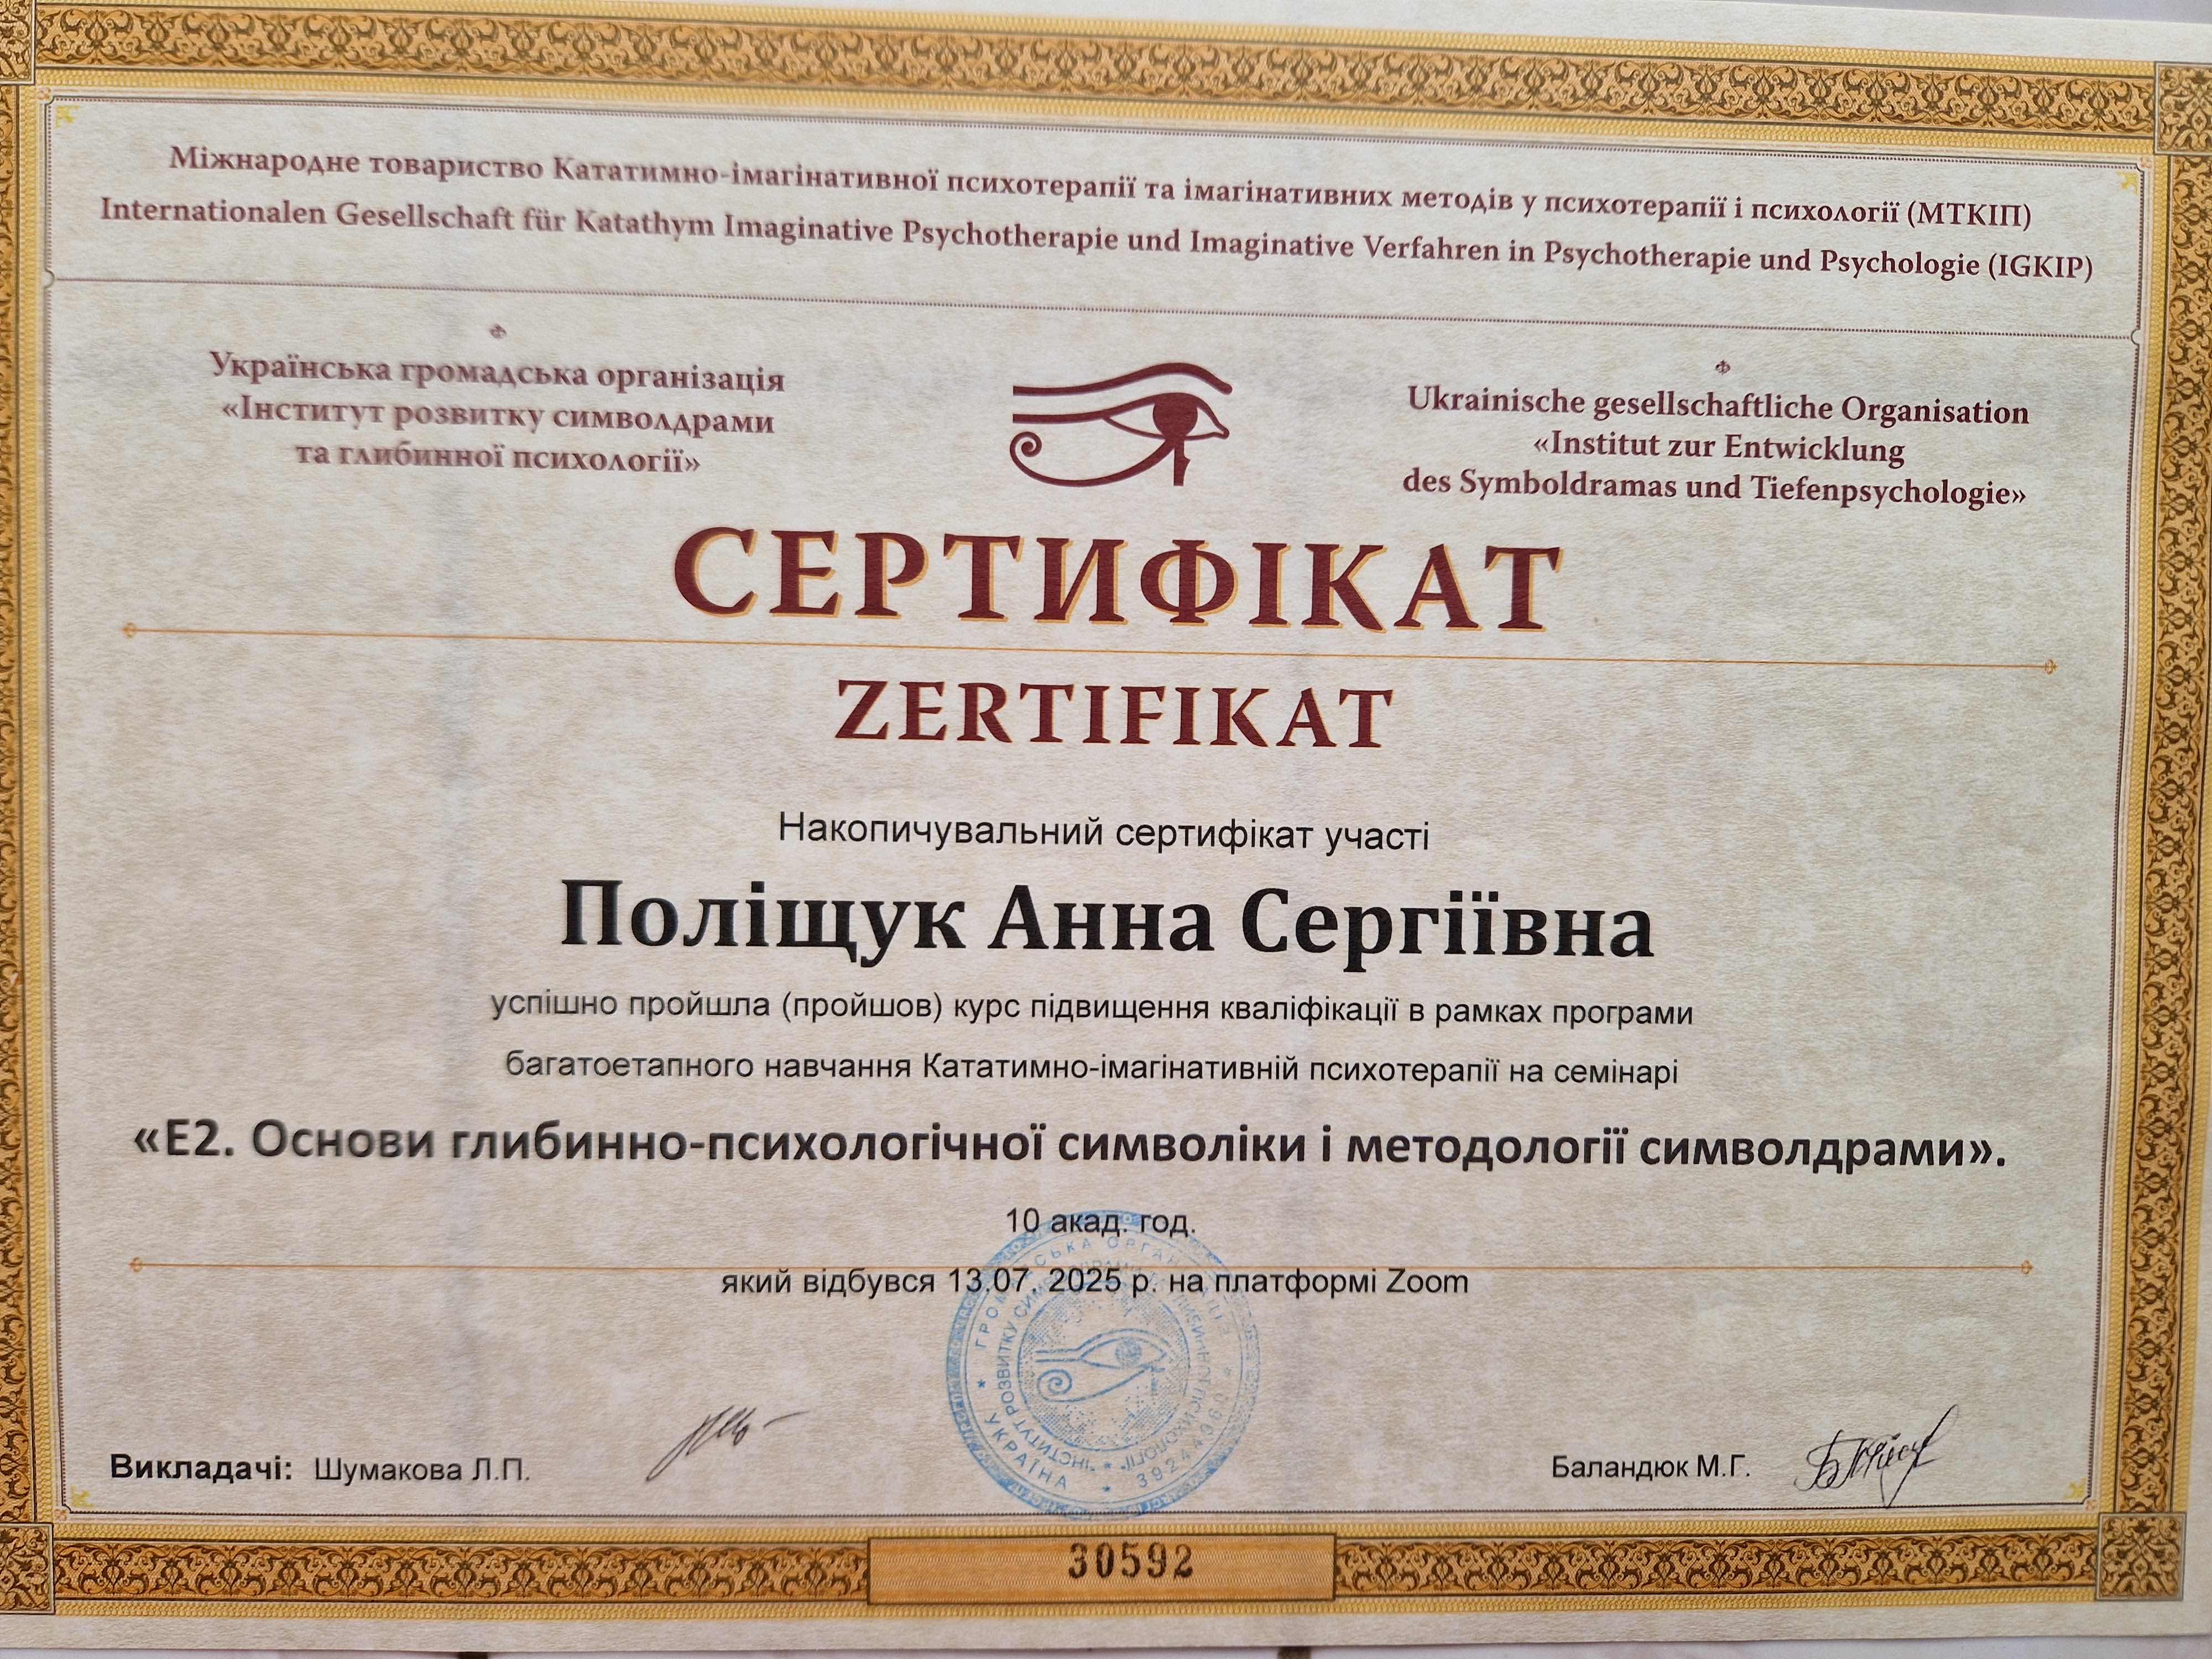 Міжнародне товариство Кататимно-імагінативної психотерапії та імагінативних методів у психотерапії і психології (МТКІП)
Internationalen Gesellschaft für Katathym Imaginative Psychotherapie und Imaginative Verfahren in Psychotherapie und Psychologie (IGKIP)
Українська громадська організація
«Інститут розвитку символдрами
та глибинної психології»
Ukrainische gesellschaftliche Organisation
«Institut zur Entwicklung
des Symboldramas und Tiefenpsychologie»
СЕРТИФІКАТ
ZERTIFIKAT
Накопичувальний сертифікат участі
Поліщук Анна Сергіївна
успішно пройшла (пройшов) курс підвищення кваліфікації в рамках програми
багатоетапного навчання Кататимно-імагінативній психотерапії на семінарі
«Е2. Основи глибинно-психологічної символіки і методології символдрами».
10 акад. год.
який відбувся 13.07. 2025 р. на платформі Zoom
Викладачі: Шумакова Л.П.
Баландюк М.Г.
УКРАЇНА
30592